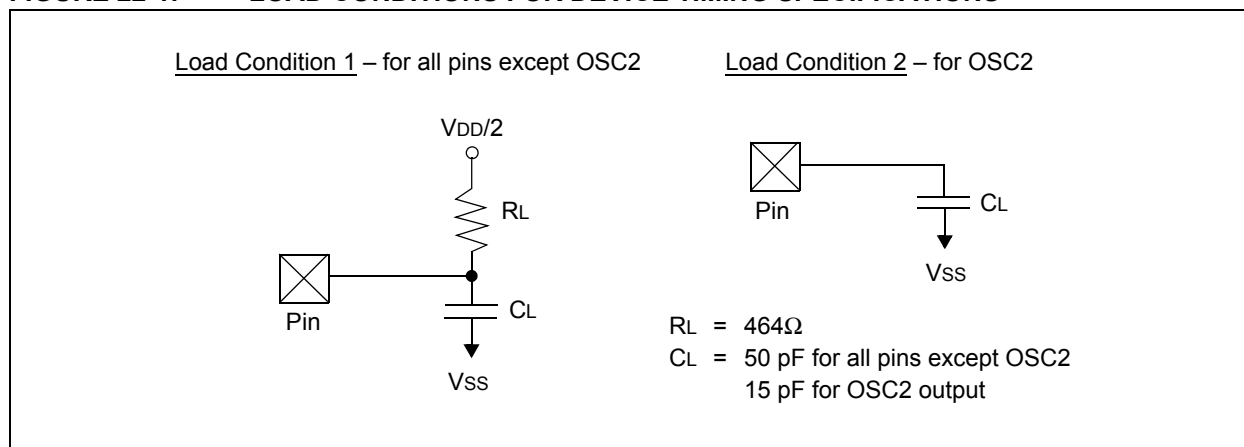 Load Condition 1 – for all pins except OSC2
Load Condition 2 – for OSC2
VDD/2
RL
Pin
CL
VSS
Pin
CL
VSS
RL = 464Ω
CL = 50 pF for all pins except OSC2
15 pF for OSC2 output